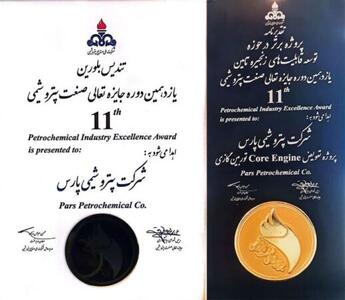 تندیس بلورین
یازدهمین دوره جایزه تعالی صنعت پتروشیمی
11th
Petrochemical Industry Excellence Award
is presented to:
اهدا می شود به:
شرکت پتروشیمی پارس
Pars Petrochemical Co.
تقدیرنامه
پروژه برتر در حوزه
توسعه قابلیت های زنجیره تامین
یازدهمین دوره جایزه تعالی صنعت پتروشیمی
11th
Petrochemical Industry Excellence Award
is presented to:
اهدا می شود به:
شرکت پتروشیمی پارس
پروژه تعویض Core Engine توربین گازی
Pars Petrochemical Co.